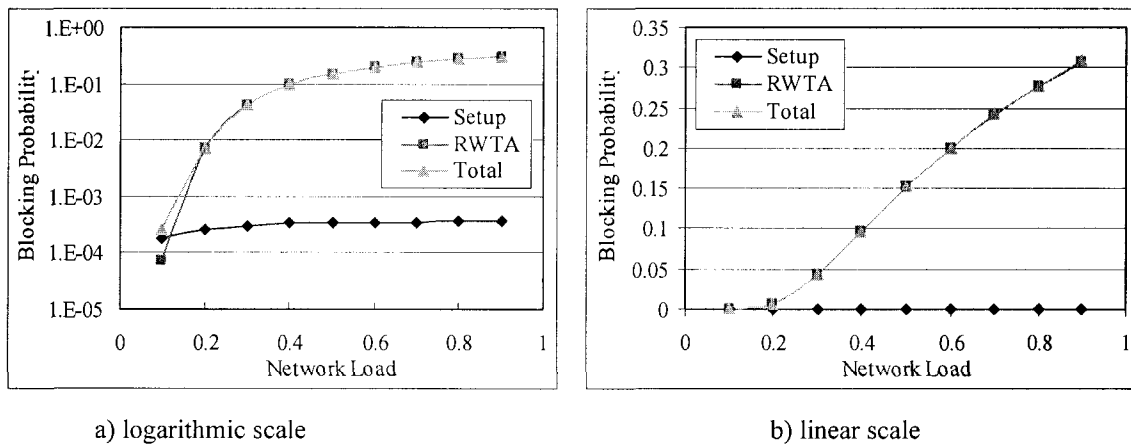 1.E+00
1.E-01
1.E-02
1.E-03
1.E-04
1.E-05
Blocking Probability
0 0.2 0.4 0.6 0.8 1
Network Load
Setup
RWTA
Total
a) logarithmic scale
0.35
0.3
0.25
0.2
0.15
0.1
0.05
0
Blocking Probability
0 0.2 0.4 0.6 0.8 1
Network Load
Setup
RWTA
Total
b) linear scale